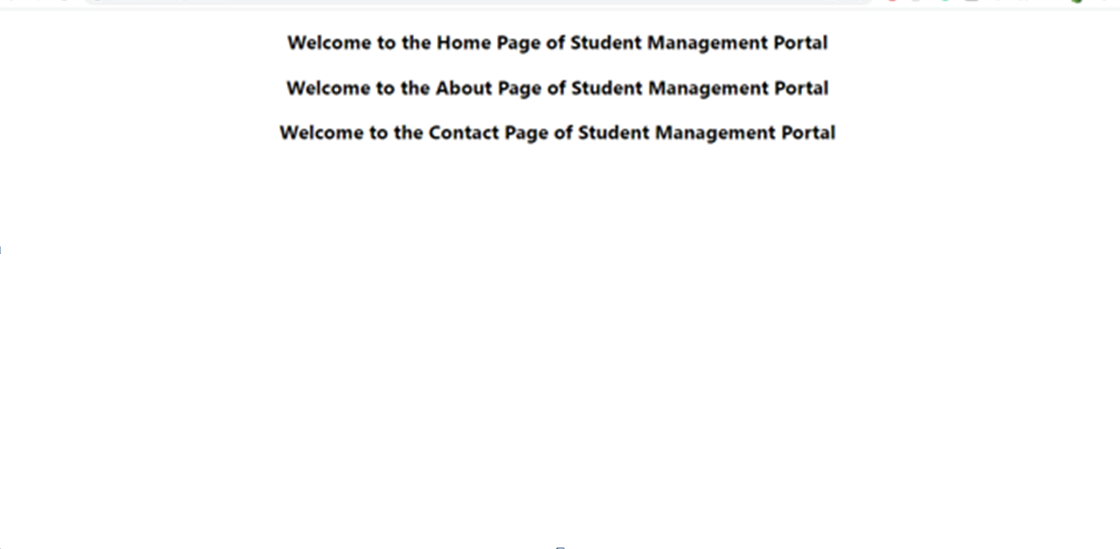 Welcome to the Home Page of Student Management Portal
Welcome to the About Page of Student Management Portal
Welcome to the Contact Page of Student Management Portal